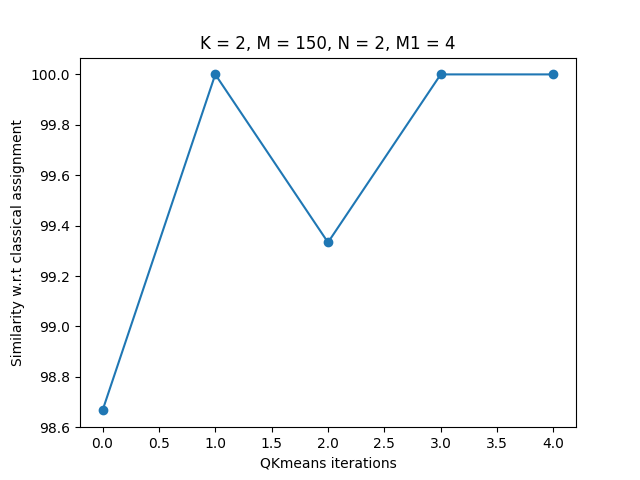 K = 2, M = 150, N = 2, M1 = 4
Similarity w.r.t classical assignment
100.0
99.8
99.6
99.4
99.2
99.0
98.8
98.6
0.0 0.5 1.0 1.5 2.0 2.5 3.0 3.5 4.0
QKmeans iterations